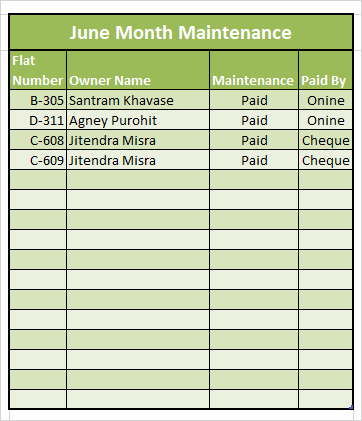 June Month Maintenance
Flat
Number Owner Name Maintenance Paid By
B-305 Santram Khavase Paid Onine
D-311 Agney Purohit Paid Onine
C-608 Jitendra Misra Paid Cheque
C-609 Jitendra Misra Paid Cheque